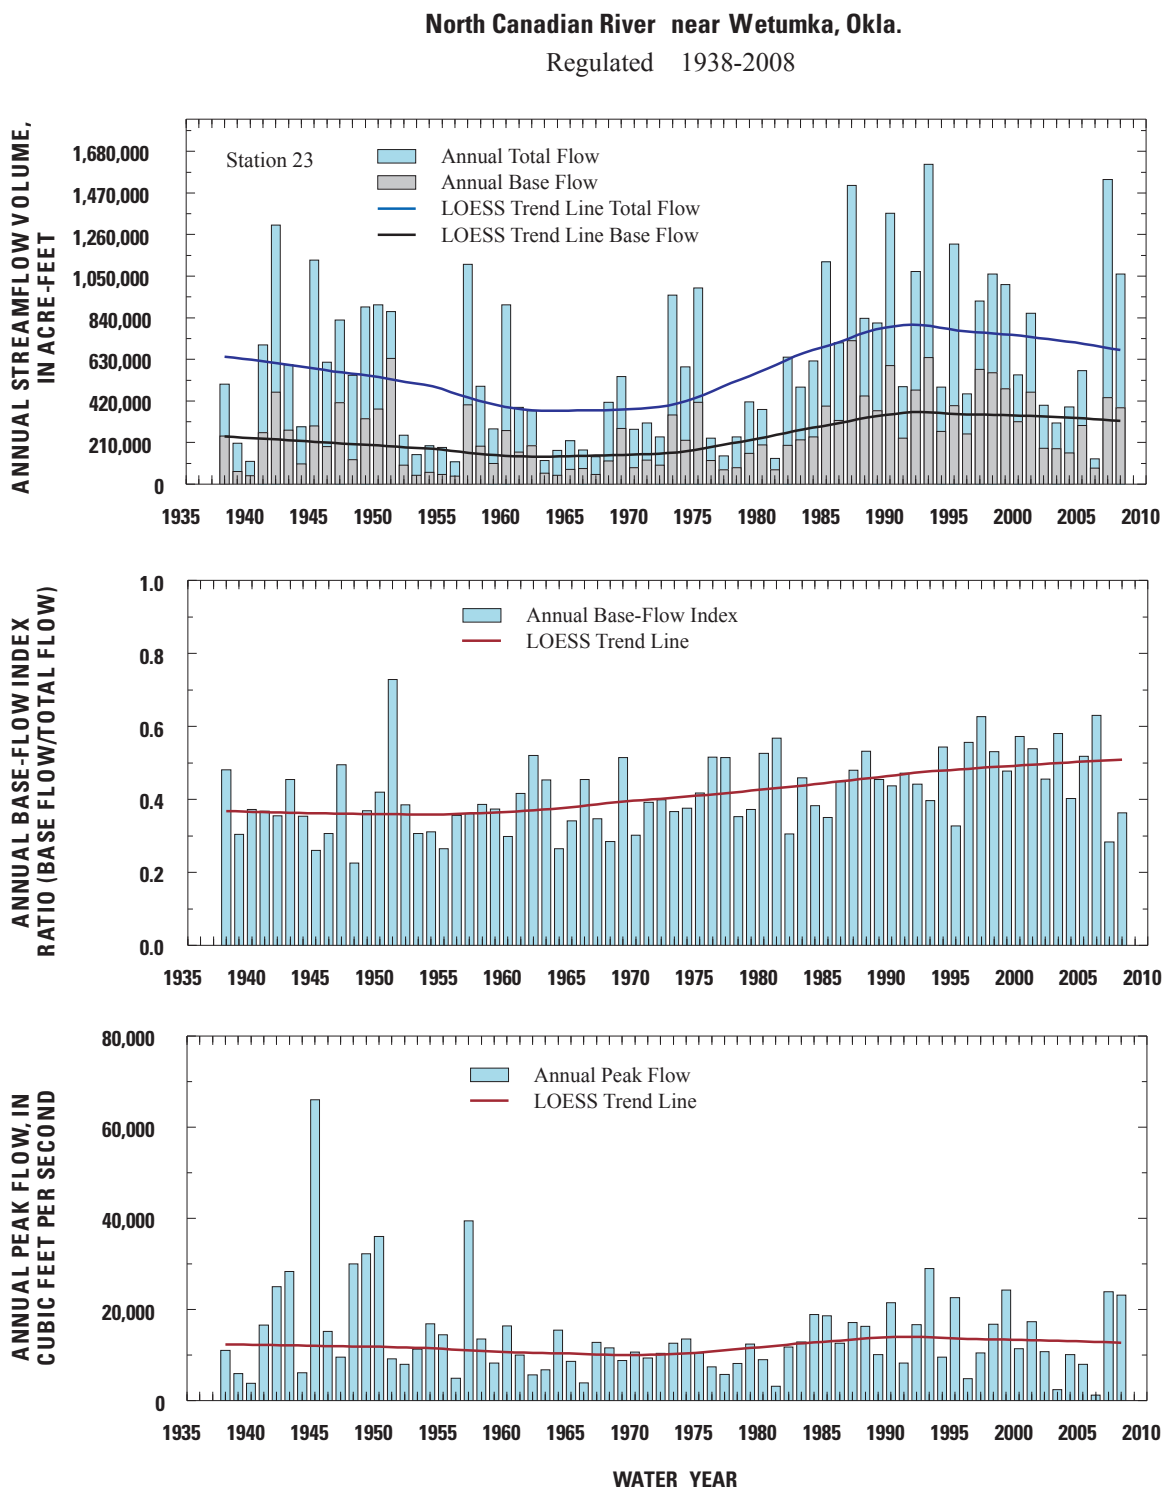 North Canadian River near Wetumka, Okla.
Regulated 1938-2008
ANNUAL STREAMFLOW VOLUME,
IN ACRE-FEET
1,680,000
1,470,000
1,260,000
1,050,000
840,000
630,000
420,000
210,000
0
Station 23
Annual Total Flow
Annual Base Flow
LOESS Trend Line Total Flow
LOESS Trend Line Base Flow
1935 1940 1945 1950 1955 1960 1965 1970 1975 1980 1985 1990 1995 2000 2005 2010
ANNUAL BASE-FLOW INDEX
RATIO (BASE FLOW/TOTAL FLOW)
1.0
0.8
0.6
0.4
0.2
0.0
Annual Base-Flow Index
LOESS Trend Line
1935 1940 1945 1950 1955 1960 1965 1970 1975 1980 1985 1990 1995 2000 2005 2010
ANNUAL PEAK FLOW, IN
CUBIC FEET PER SECOND
80,000
60,000
40,000
20,000
0
Annual Peak Flow
LOESS Trend Line
1935 1940 1945 1950 1955 1960 1965 1970 1975 1980 1985 1990 1995 2000 2005 2010
WATER YEAR